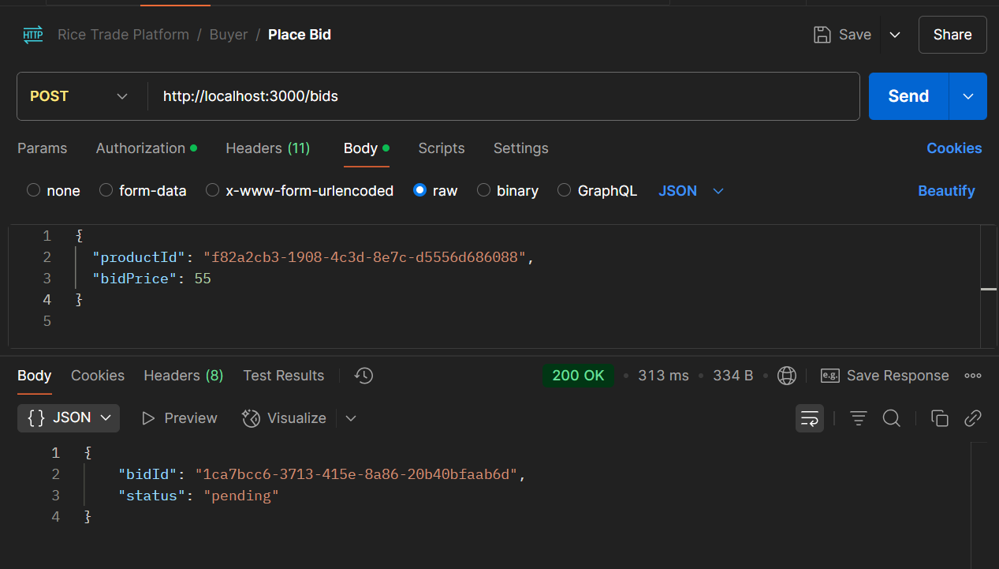 HTTP Rice Trade Platform / Buyer / Place Bid Save Share
POST http://localhost:3000/bids Send
Params Authorization Headers (11) Body Scripts Settings Cookies
none form-data x-www-form-urlencoded raw binary GraphQL JSON Beautify
1 {
2 "productId": "f82a2cb3-1908-4c3d-8e7c-d5556d686088",
3 "bidPrice": 55
4 }
5
Body Cookies Headers (8) Test Results 200 OK • 313 ms • 334 B • e.g. Save Response
{} JSON Preview Visualize
1 {
2 "bidId": "1ca7bcc6-3713-415e-8a86-20b40bfaab6d",
3 "status": "pending"
4 }